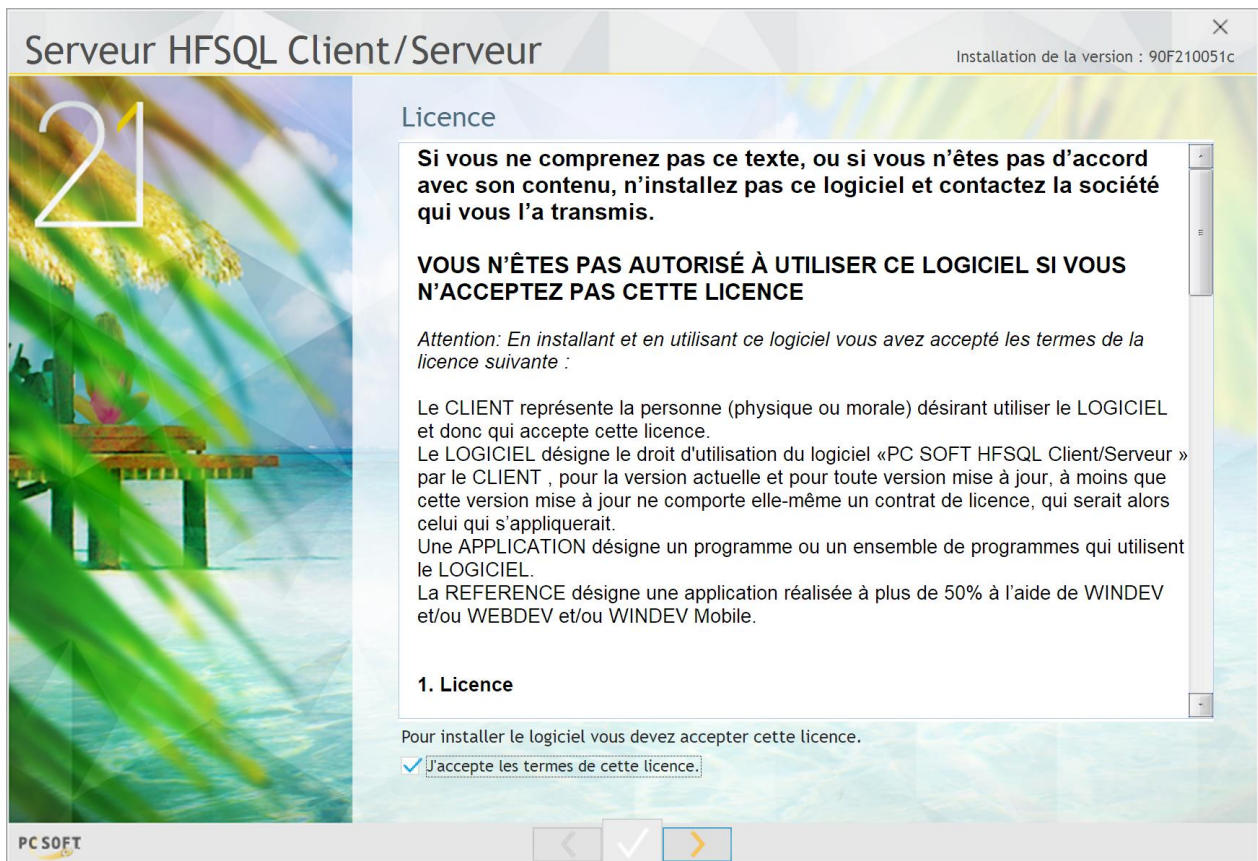 Serveur HFSQL Client/Serveur
Installation de la version : 90F210051c
21
Licence
Si vous ne comprenez pas ce texte, ou si vous n’êtes pas d’accord
avec son contenu, n’installez pas ce logiciel et contactez la société
qui vous l’a transmis.
VOUS N’ÊTES PAS AUTORISÉ À UTILISER CE LOGICIEL SI VOUS
N’ACCEPTEZ PAS CETTE LICENCE
Attention: En installant et en utilisant ce logiciel vous avez accepté les termes de la
licence suivante :
Le CLIENT représente la personne (physique ou morale) désirant utiliser le LOGICIEL
et donc qui accepte cette licence.
Le LOGICIEL désigne le droit d'utilisation du logiciel «PC SOFT HFSQL Client/Serveur »
par le CLIENT , pour la version actuelle et pour toute version mise à jour, à moins que
cette version mise à jour ne comporte elle-même un contrat de licence, qui serait alors
celui qui s’appliquerait.
Une APPLICATION désigne un programme ou un ensemble de programmes qui utilisent
le LOGICIEL.
La REFERENCE désigne une application réalisée à plus de 50% à l’aide de WINDEV
et/ou WEBDEV et/ou WINDEV Mobile.
1. Licence
Pour installer le logiciel vous devez accepter cette licence.
J'accepte les termes de cette licence.
PC SOFT